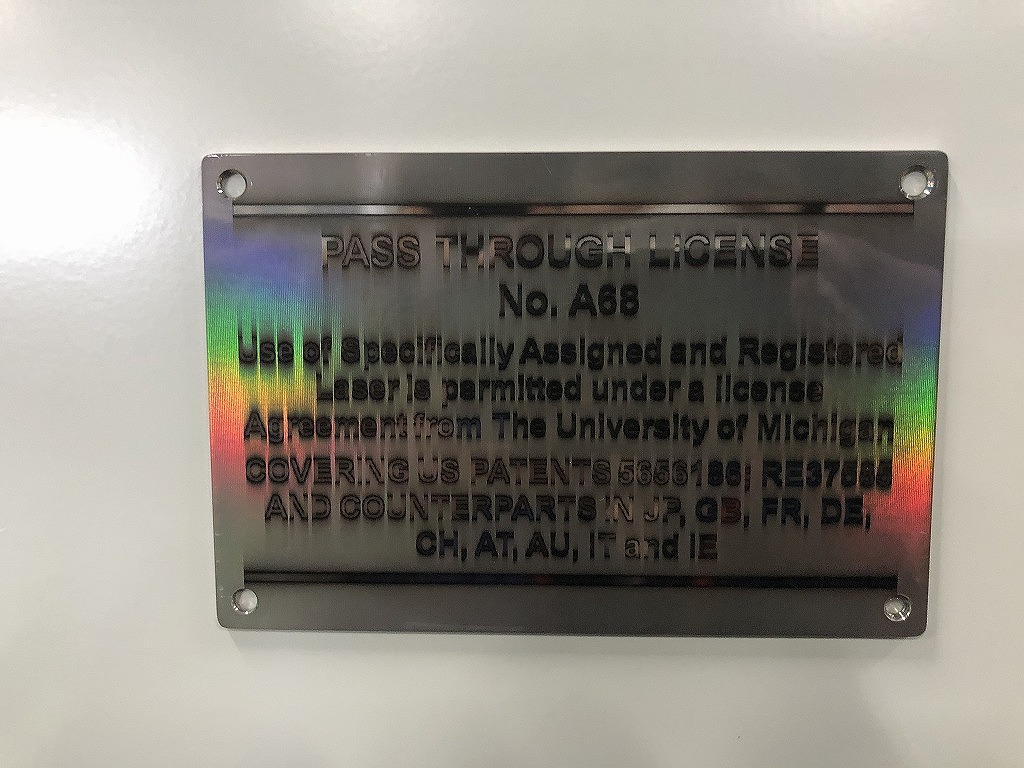 PASS THROUGH LICENSE
No. A68
Use of Specifically Assigned and Registered
Laser is permitted under a license
Agreement from The University of Michigan
COVERING US PATENTS 5656186; RE37585
AND COUNTERPARTS IN JP, GB, FR, DE,
CH, AT, AU, IT and IE